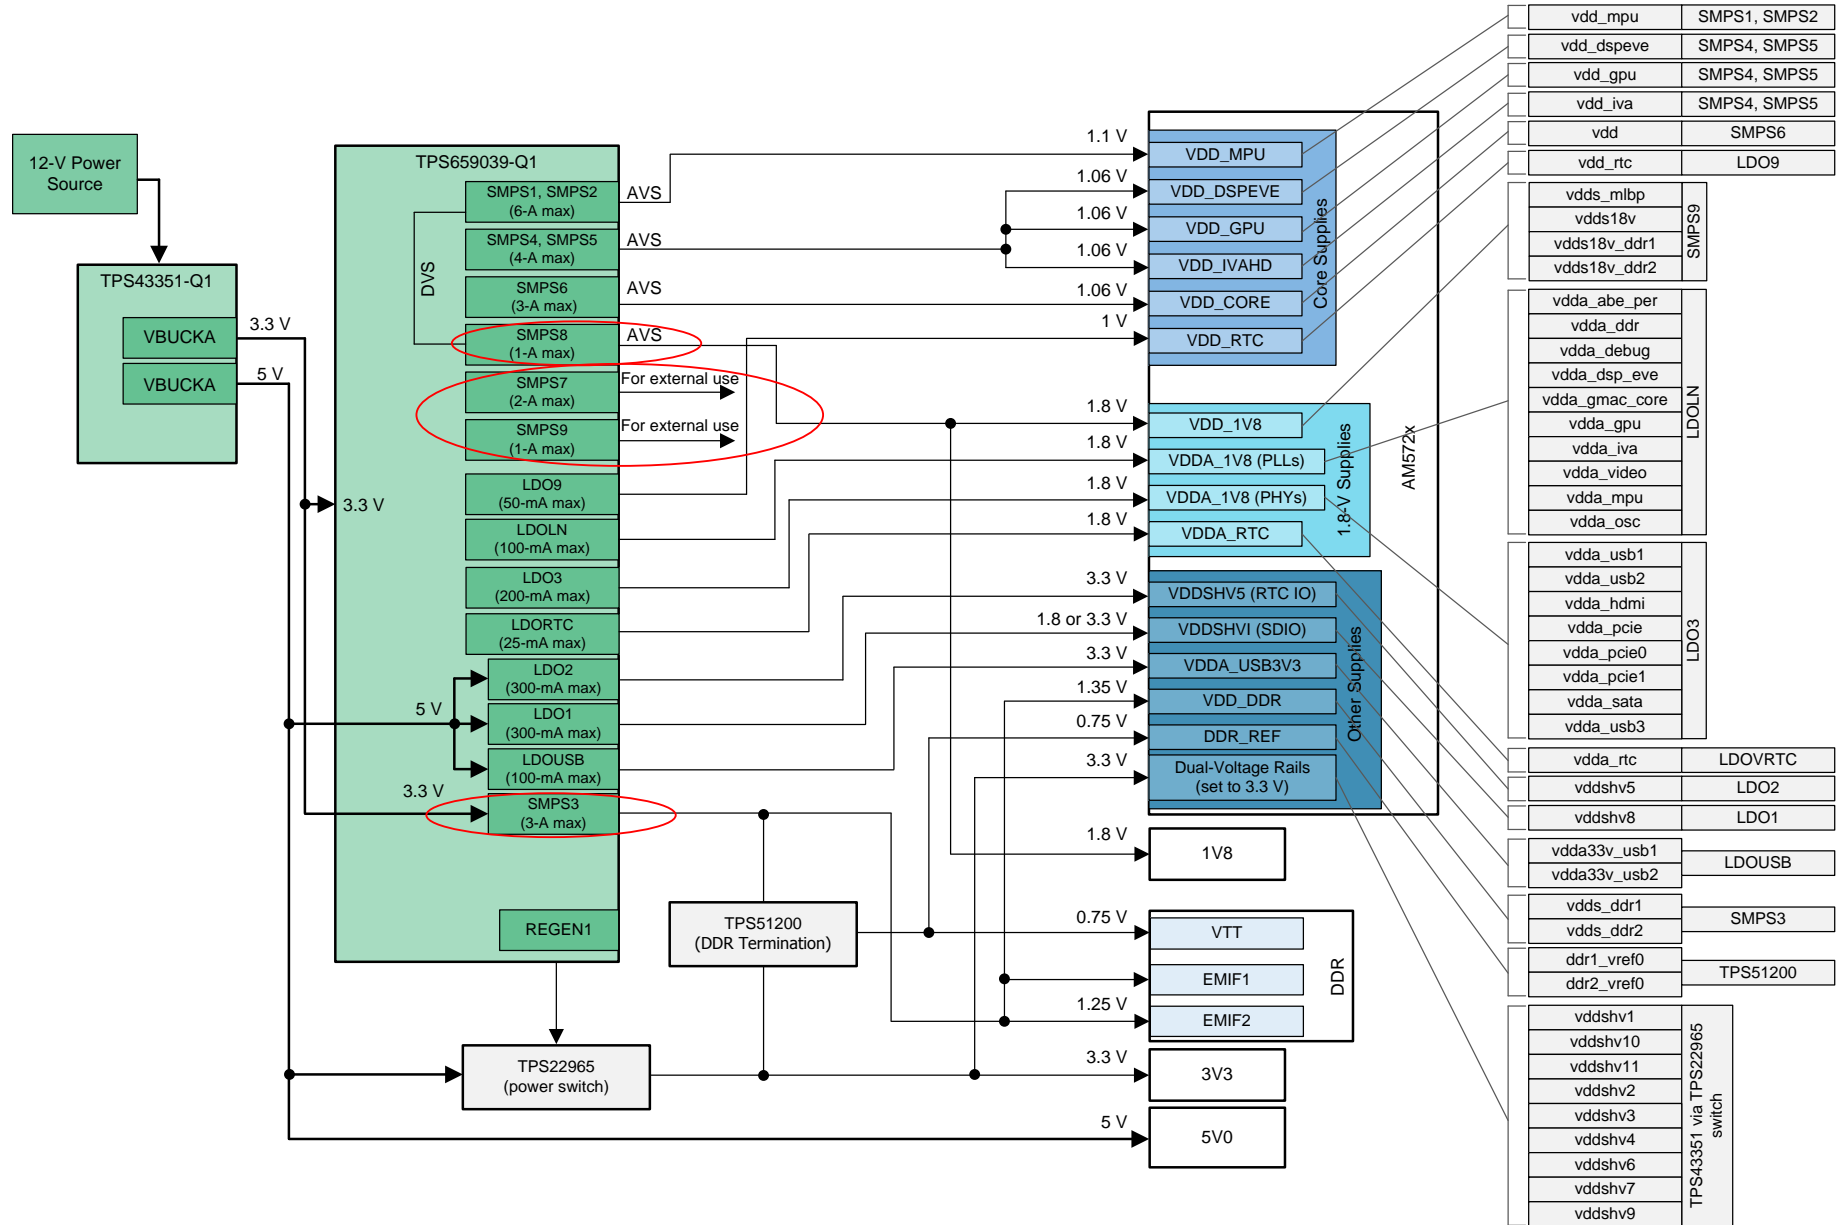 12-V Power
Source
TPS43351-Q1
VBUCKA
VBUCKA
3.3 V
5 V
TPS659039-Q1
3.3 V
DVS
SMPS1, SMPS2
(6-A max)
AVS
SMPS4, SMPS5
(4-A max)
AVS
SMPS6
(3-A max)
AVS
SMPS8
(1-A max)
AVS
SMPS7
(2-A max)
For external use
SMPS9
(1-A max)
For external use
LDO9
(50-mA max)
LDOLN
(100-mA max)
LDO3
(200-mA max)
LDORTC
(25-mA max)
5 V
LDO2
(300-mA max)
LDO1
(300-mA max)
LDOUSB
(100-mA max)
3.3 V
SMPS3
(3-A max)
REGEN1
TPS51200
(DDR Termination)
TPS22965
(power switch)
AM572x
Core Supplies
1.1 V
VDD_MPU
1.06 V
VDD_DSPEVE
1.06 V
VDD_GPU
1.06 V
VDD_IVAHD
1.06 V
VDD_CORE
1 V
VDD_RTC
1.8-V Supplies
1.8 V
VDD_1V8
1.8 V
VDDA_1V8 (PLLs)
1.8 V
VDDA_1V8 (PHYs)
1.8 V
VDDA_RTC
Other Supplies
3.3 V
VDDSHV5 (RTC IO)
1.8 or 3.3 V
VDDSHVI (SDIO)
3.3 V
VDDA_USB3V3
1.35 V
VDD_DDR
0.75 V
DDR_REF
3.3 V
Dual-Voltage Rails
(set to 3.3 V)
1.8 V
1V8
DDR
0.75 V
VTT
EMIF1
1.25 V
EMIF2
3.3 V
3V3
5 V
5V0
vdd_mpu SMPS1, SMPS2
vdd_dspeve SMPS4, SMPS5
vdd_gpu SMPS4, SMPS5
vdd_iva SMPS4, SMPS5
vdd SMPS6
vdd_rtc LDO9
vdds_mlbp
vdds18v
vdds18v_ddr1
vdds18v_ddr2
SMPS9
vdda_abe_per
vdda_ddr
vdda_debug
vdda_dsp_eve
vdda_gmac_core
vdda_gpu
vdda_iva
vdda_video
vdda_mpu
vdda_osc
LDOLN
vdda_usb1
vdda_usb2
vdda_hdmi
vdda_pcie
vdda_pcie0
vdda_pcie1
vdda_sata
vdda_usb3
LDO3
vdda_rtc LDOVRTC
vddshv5 LDO2
vddshv8 LDO1
vdda33v_usb1
vdda33v_usb2
LDOUSB
vdds_ddr1
vdds_ddr2
SMPS3
ddr1_vref0
ddr2_vref0
TPS51200
vddshv1
vddshv10
vddshv11
vddshv2
vddshv3
vddshv4
vddshv6
vddshv7
vddshv9
TPS43351 via TPS22965
switch